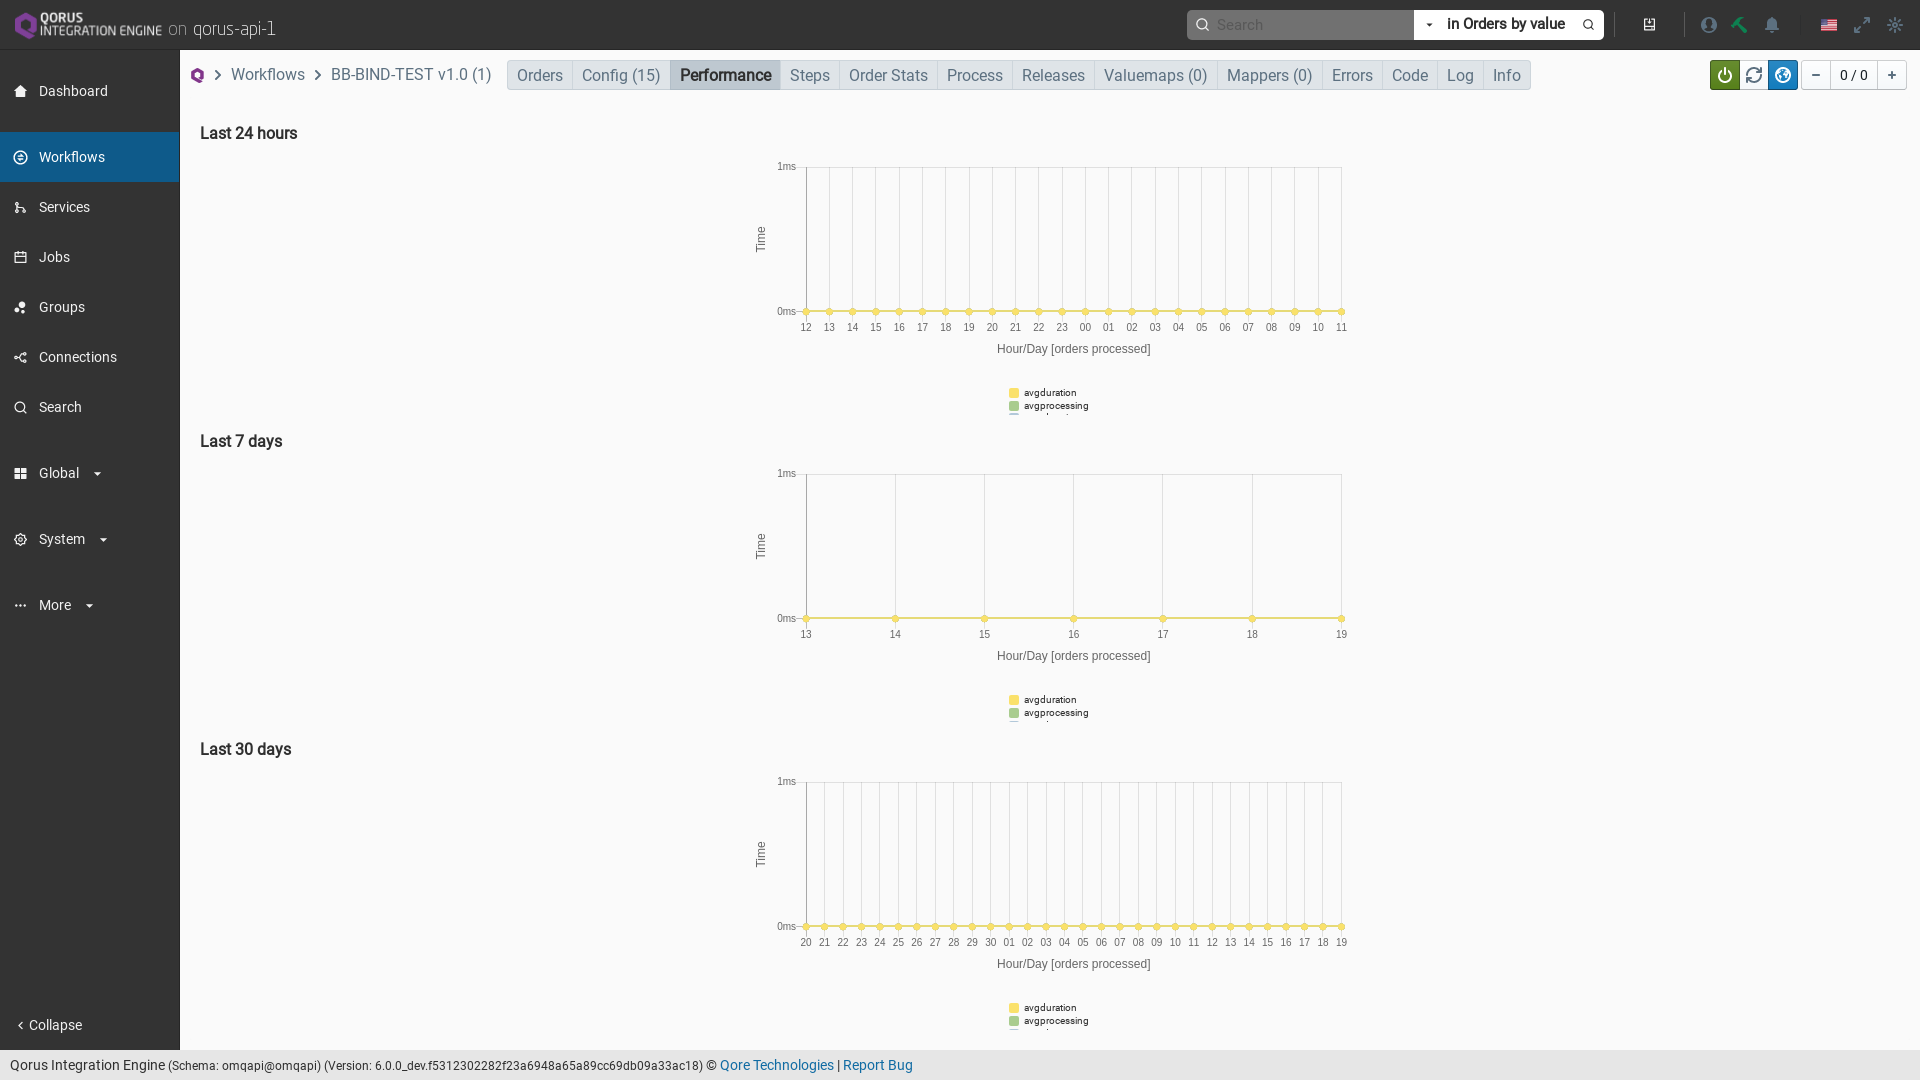 QORUS
INTEGRATION ENGINE on qorus-api-1
Search
in Orders by value
Dashboard
Workflows
Services
Jobs
Groups
Connections
Search
Global
System
More
Collapse
Workflows
BB-BIND-TEST v1.0 (1)
Orders Config (15) Performance Steps Order Stats Process Releases Valuemaps (0) Mappers (0) Errors Code Log Info
0 / 0
Last 24 hours
1ms
Time
0ms
12 13 14 15 16 17 18 19 20 21 22 23 00 01 02 03 04 05 06 07 08 09 10 11
Hour/Day [orders processed]
avgduration
avgprocessing
Last 7 days
1ms
Time
0ms
13 14 15 16 17 18 19
Hour/Day [orders processed]
avgduration
avgprocessing
Last 30 days
1ms
Time
0ms
20 21 22 23 24 25 26 27 28 29 30 01 02 03 04 05 06 07 08 09 10 11 12 13 14 15 16 17 18 19
Hour/Day [orders processed]
avgduration
avgprocessing
Qorus Integration Engine (Schema: omqapi@omqapi) (Version: 6.0.0_dev.f5312302282f23a6948a65a89cc69db09a33ac18) © Qore Technologies | Report Bug